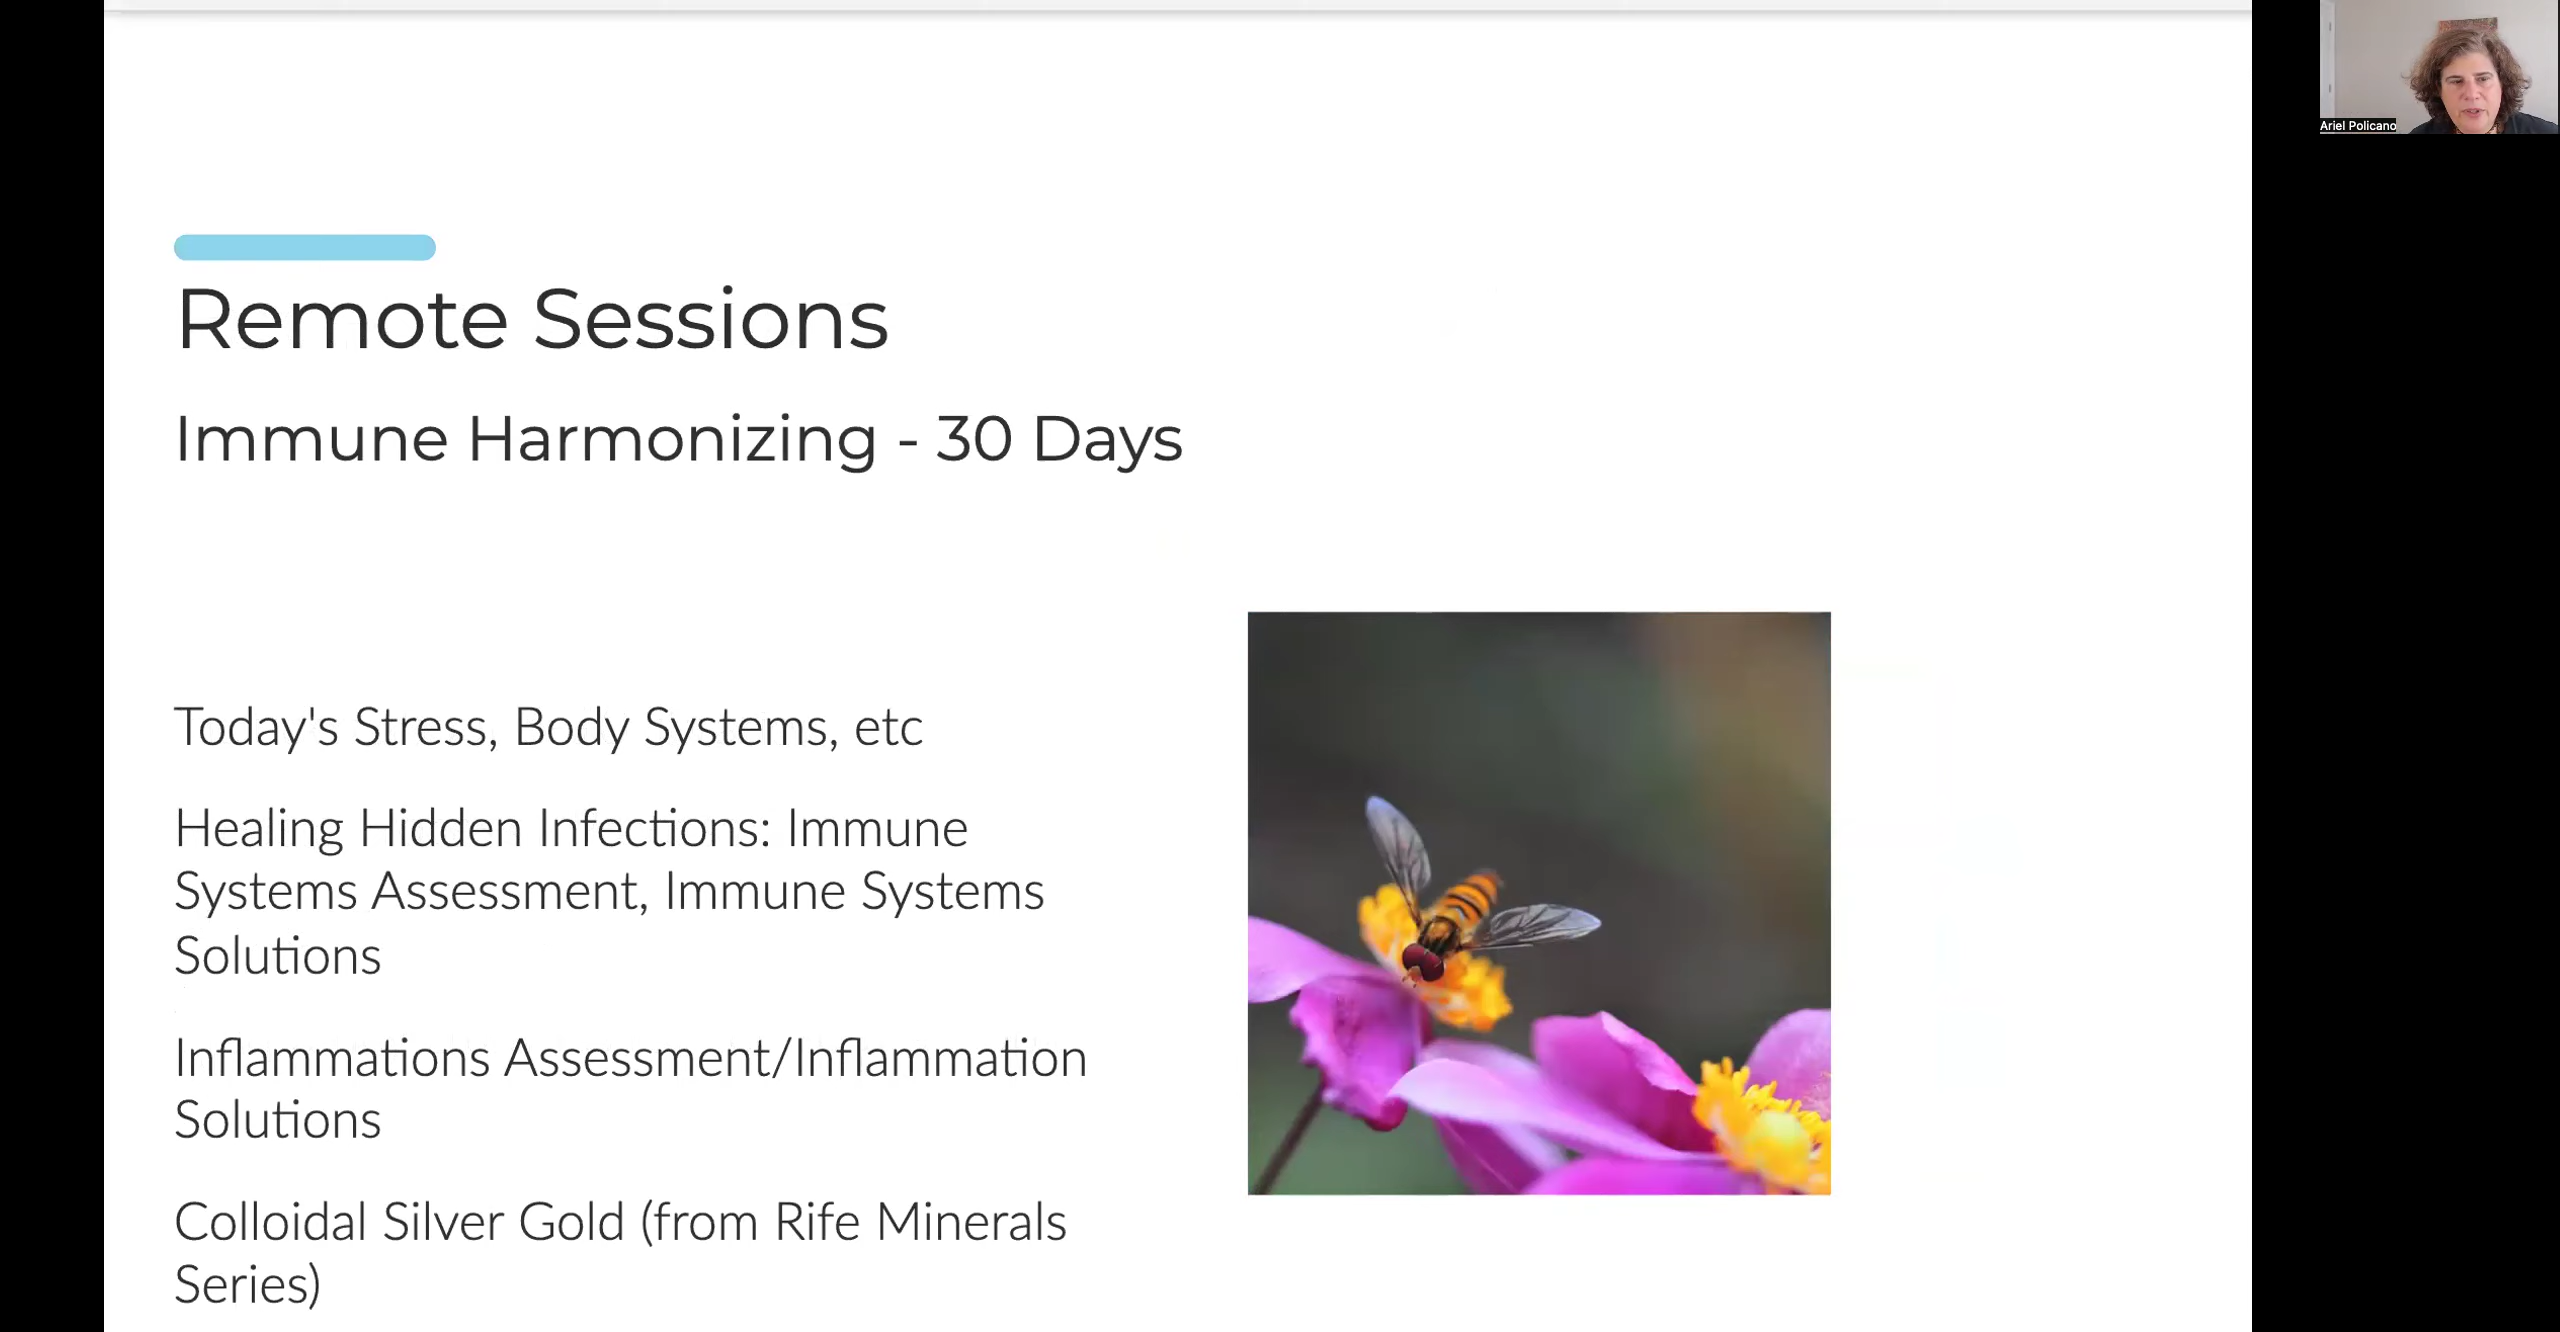 Remote Sessions
Immune Harmonizing - 30 Days
Today's Stress, Body Systems, etc
Healing Hidden Infections: Immune
Systems Assessment, Immune Systems
Solutions
Inflammations Assessment/Inflammation
Solutions
Colloidal Silver Gold (from Rife Minerals
Series)
Ariel Policano